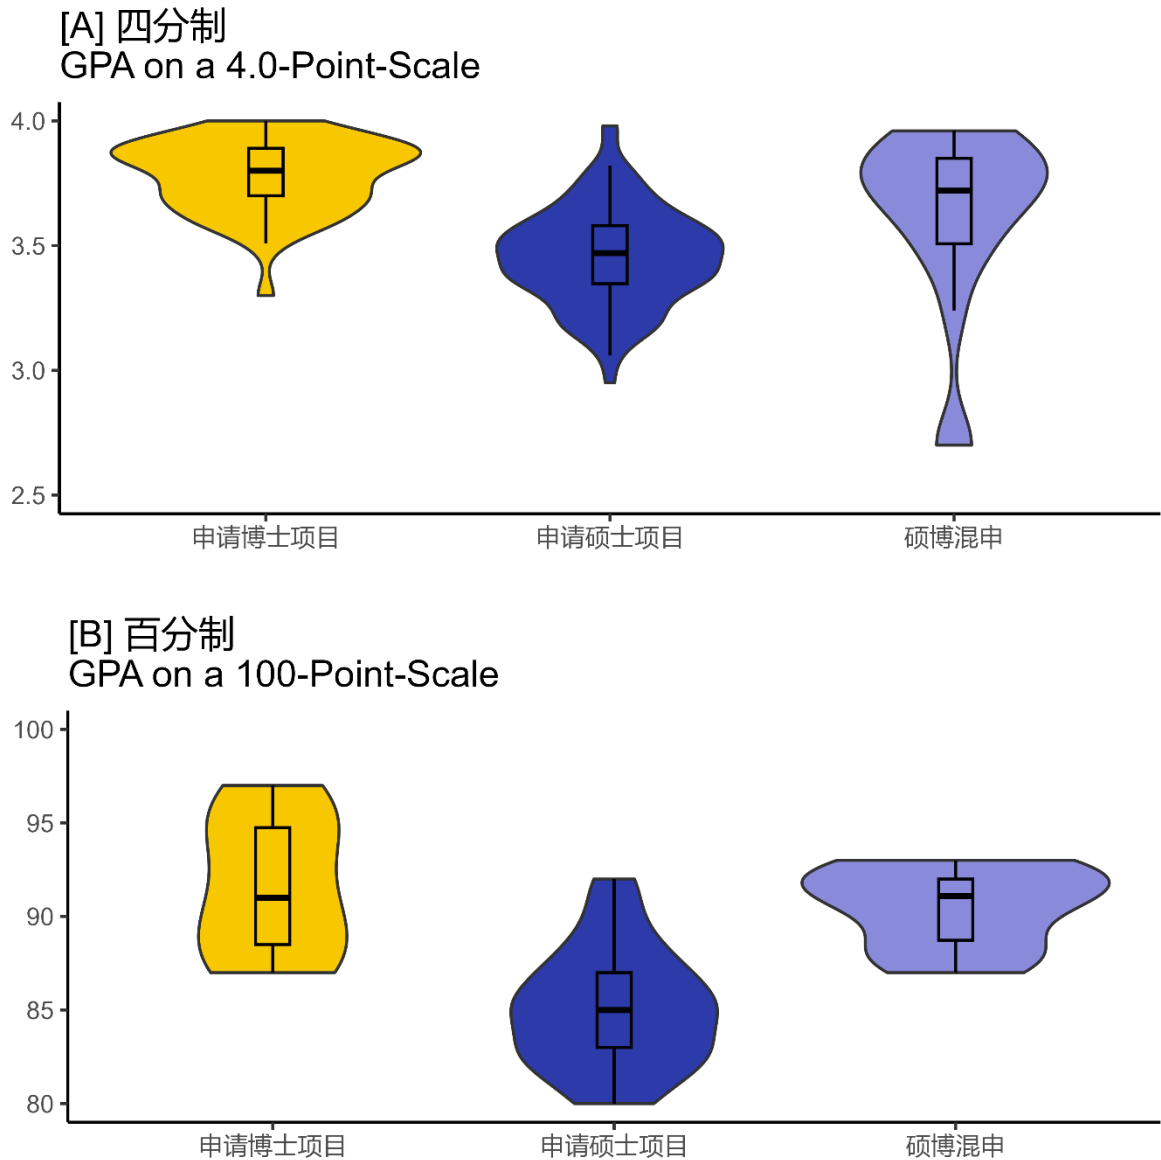 [A] 四分制
GPA on a 4.0-Point-Scale
4.0
3.5
3.0
2.5
申请博士项目 申请硕士项目 硕博混申
[B] 百分制
GPA on a 100-Point-Scale
100
95
90
85
80
申请博士项目 申请硕士项目 硕博混申